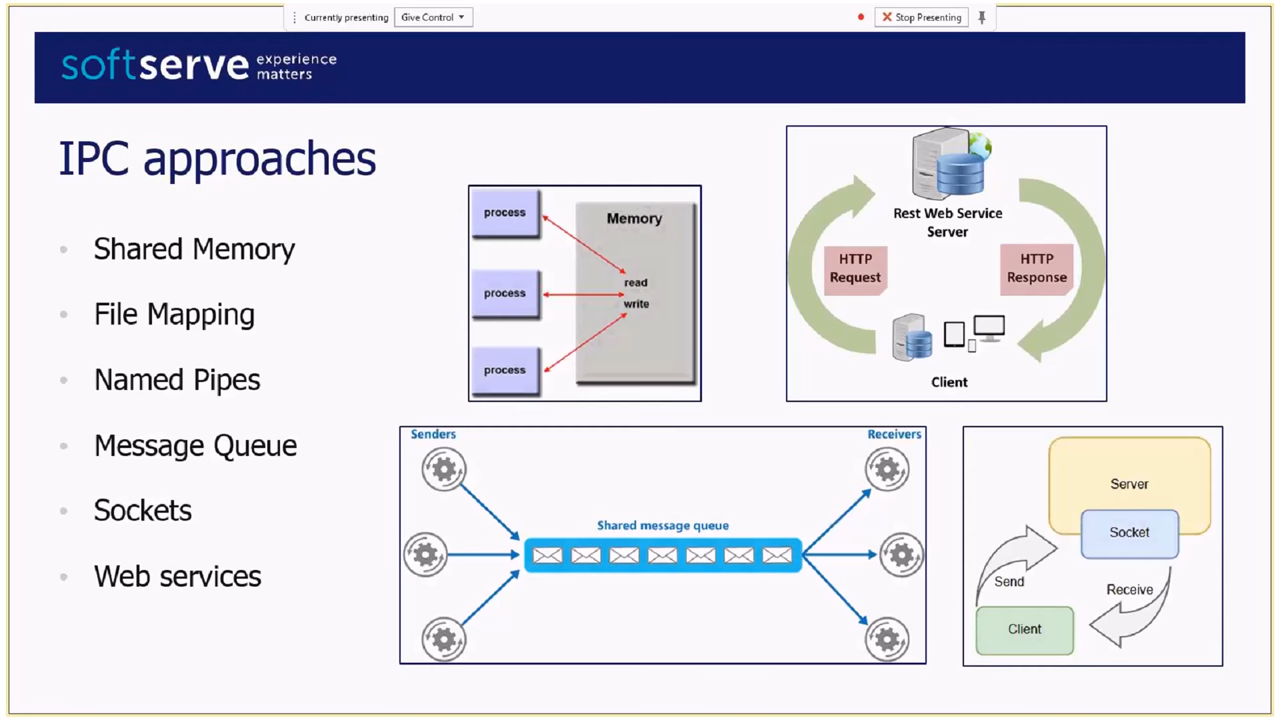 Currently presenting
Give Control
Stop Presenting
softserve experience
matters
IPC approaches
• Shared Memory
• File Mapping
• Named Pipes
• Message Queue
• Sockets
• Web services
process
process
process
Memory
read
write
Rest Web Service
Server
HTTP
Request
HTTP
Response
Client
Senders
Receivers
Shared message queue
Server
Socket
Send
Receive
Client